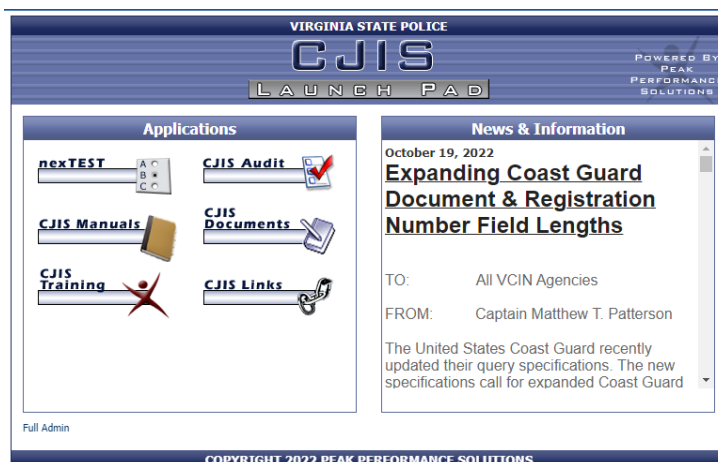 VIRGINIA STATE POLICE
CJIS
LAUNCH PAD
POWERED BY
PEAK
PERFORMANCE
SOLUTIONS
Applications
nexTEST
A
B
C
CJIS Audit
CJIS Manuals
CJIS
Documents
CJIS
Training
CJIS Links
News & Information
October 19, 2022
Expanding Coast Guard
Document & Registration
Number Field Lengths
TO: All VCIN Agencies
FROM: Captain Matthew T. Patterson
The United States Coast Guard recently
updated their query specifications. The new
specifications call for expanded Coast Guard
Full Admin
COPYRIGHT 2022 PEAK PERFORMANCE SOLUTIONS